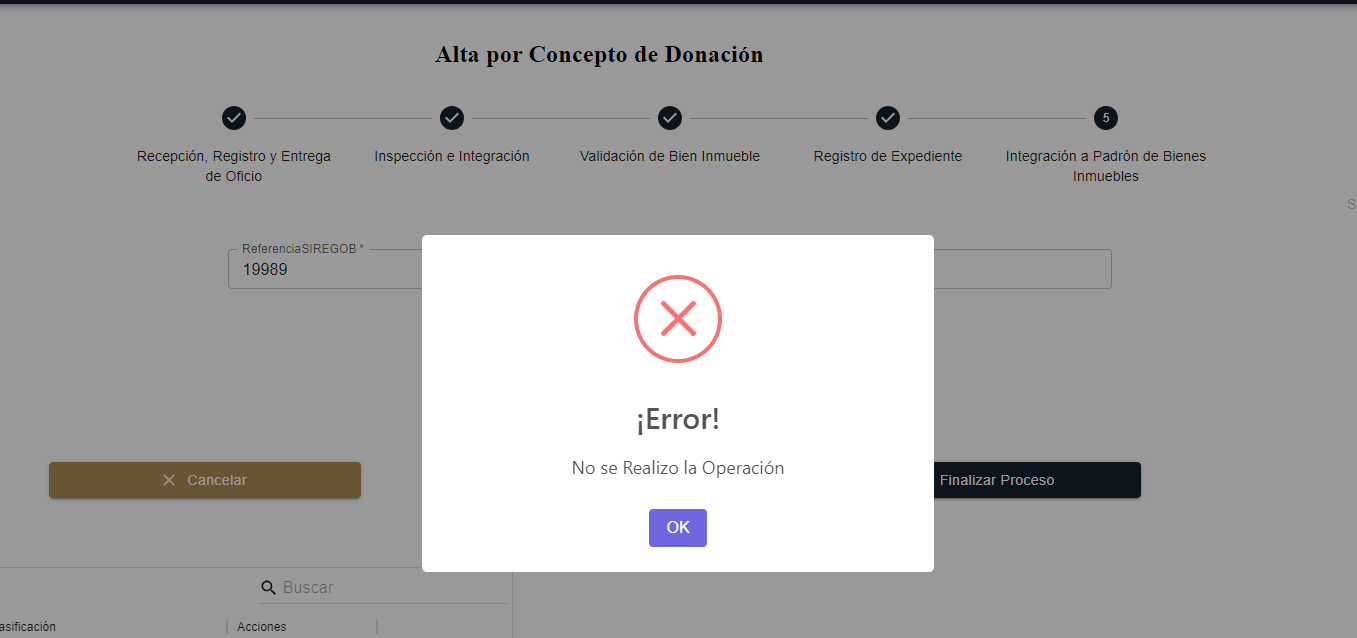 Alta por Concepto de Donación
5
Recepción, Registro y Entrega
de Oficio
Inspección e Integración
Validación de Bien Inmueble
Registro de Expediente
Integración a Padrón de Bienes
Inmuebles
S
ReferenciaSIREGOB *
19989
¡Error!
No se Realizo la Operación
Cancelar
Finalizar Proceso
OK
Buscar
asificación
Acciones